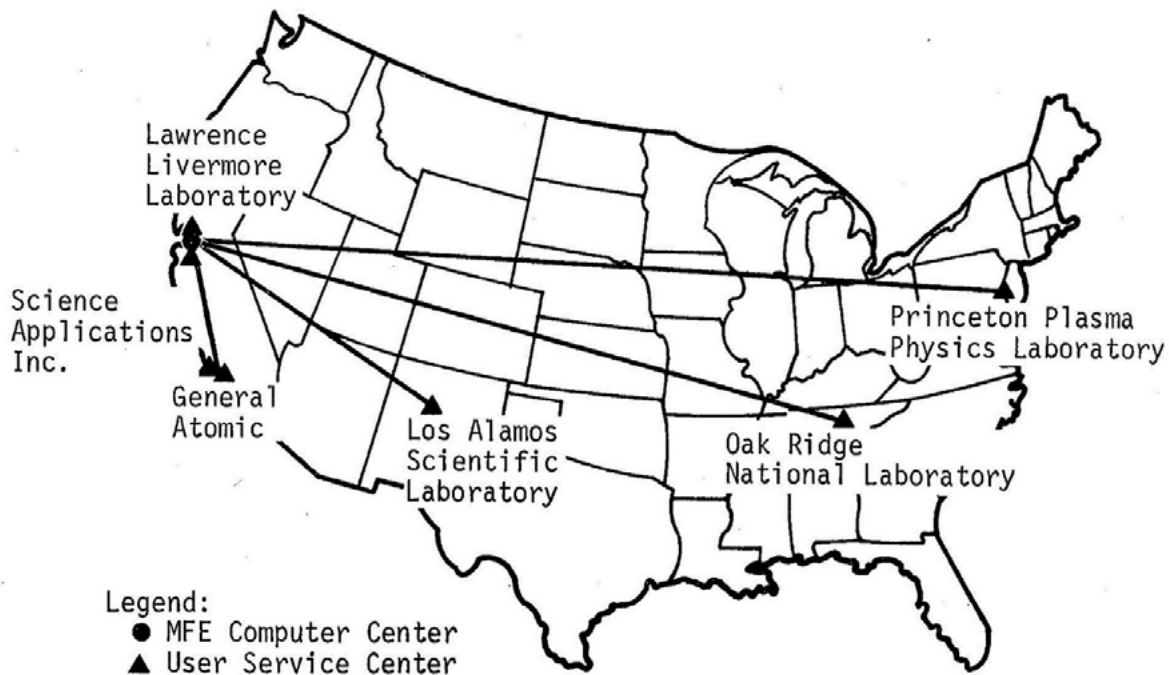 Lawrence
Livermore
Laboratory
Science
Applications
Inc.
General
Atomic
Los Alamos
Scientific
Laboratory
Oak Ridge
National Laboratory
Princeton Plasma
Physics Laboratory
Legend:
MFE Computer Center
User Service Center